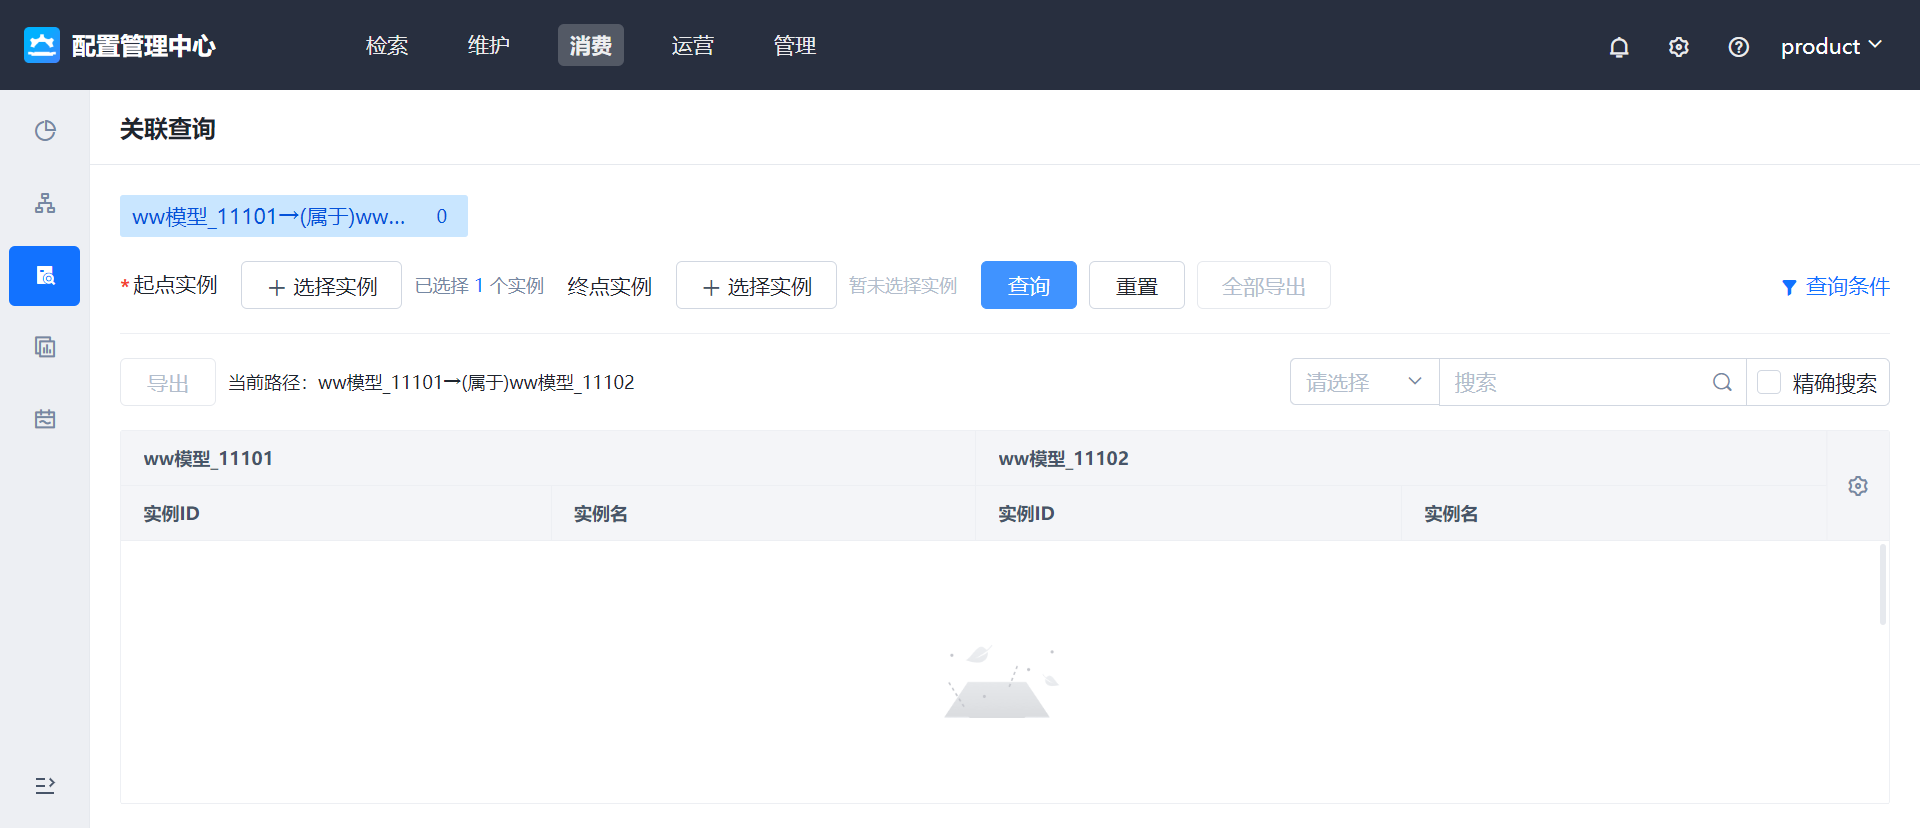 配置管理中心 检索 维护 消费 运营 管理 product
关联查询
ww模型_11101→(属于)ww... 0
*起点实例 + 选择实例 已选择 1 个实例 终点实例 + 选择实例 暂未选择实例 查询 重置 全部导出 查询条件
导出 当前路径：ww模型_11101→(属于)ww模型_11102 请选择 搜索 精确搜索
ww模型_11101 ww模型_11102
实例ID 实例名 实例ID 实例名